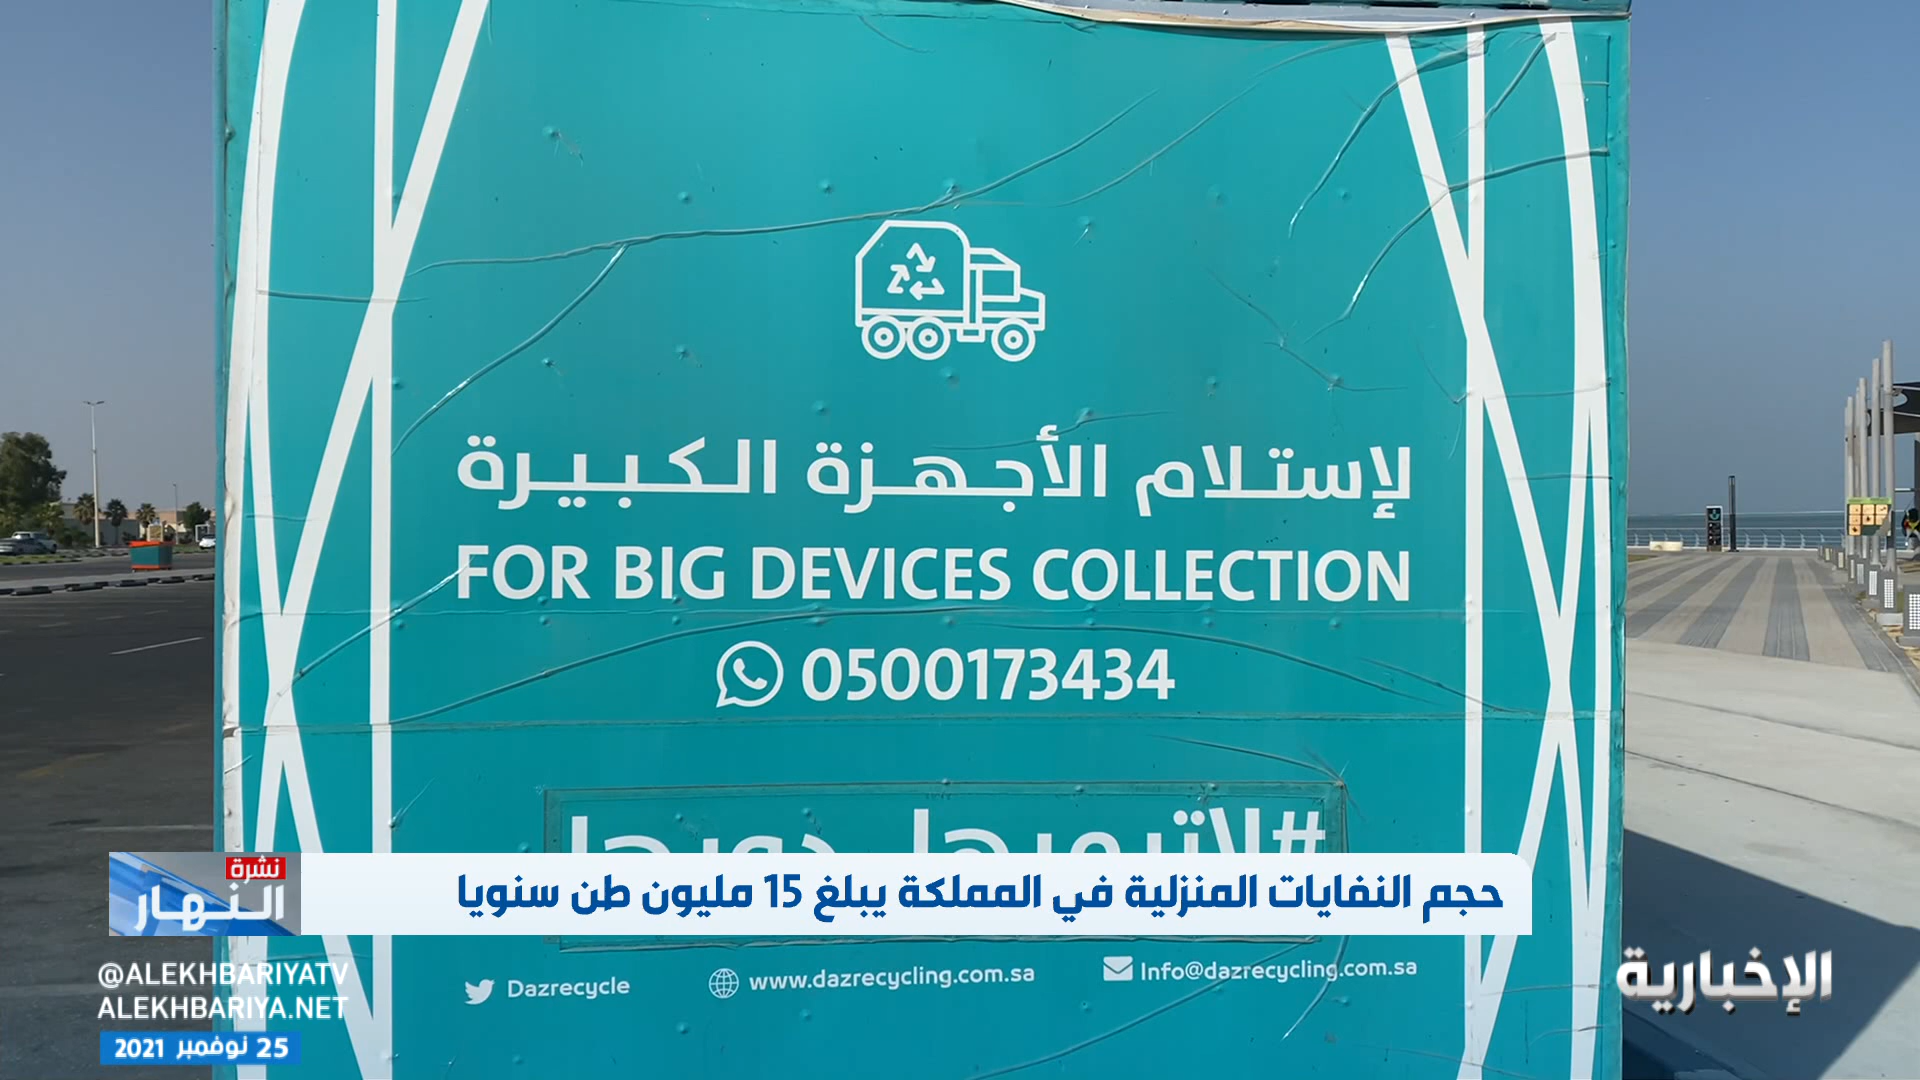 لإستلام الأجهزة الكبيرة
FOR BIG DEVICES COLLECTION
0500173434
نشرة
النهار
حجم النفايات المنزلية في المملكة يبلغ 15 مليون طن سنويا
Dazrecycle
www.dazrecycling.com.sa
Info@dazrecycling.com.sa
@ALEKHBARIYATV
ALEKHBARIYA.NET
25 نوفمبر 2021
الإخبارية